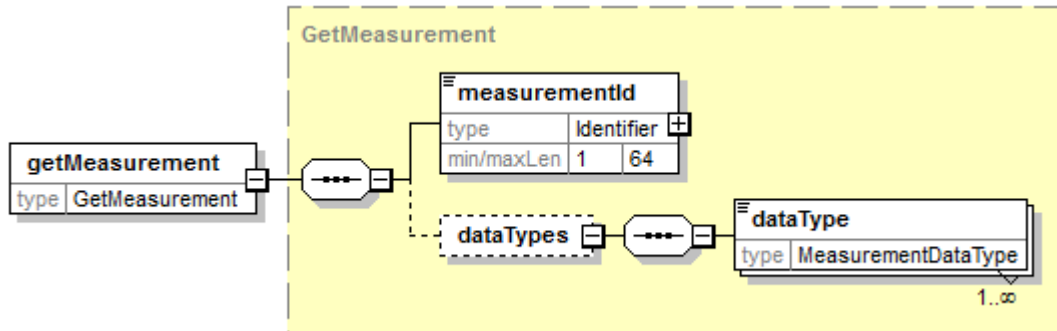 GetMeasurement
measurementId
type Identifier
min/maxLen 1 64
getMeasurement
type GetMeasurement
dataTypes
dataType
type MeasurementDataType
1..∞